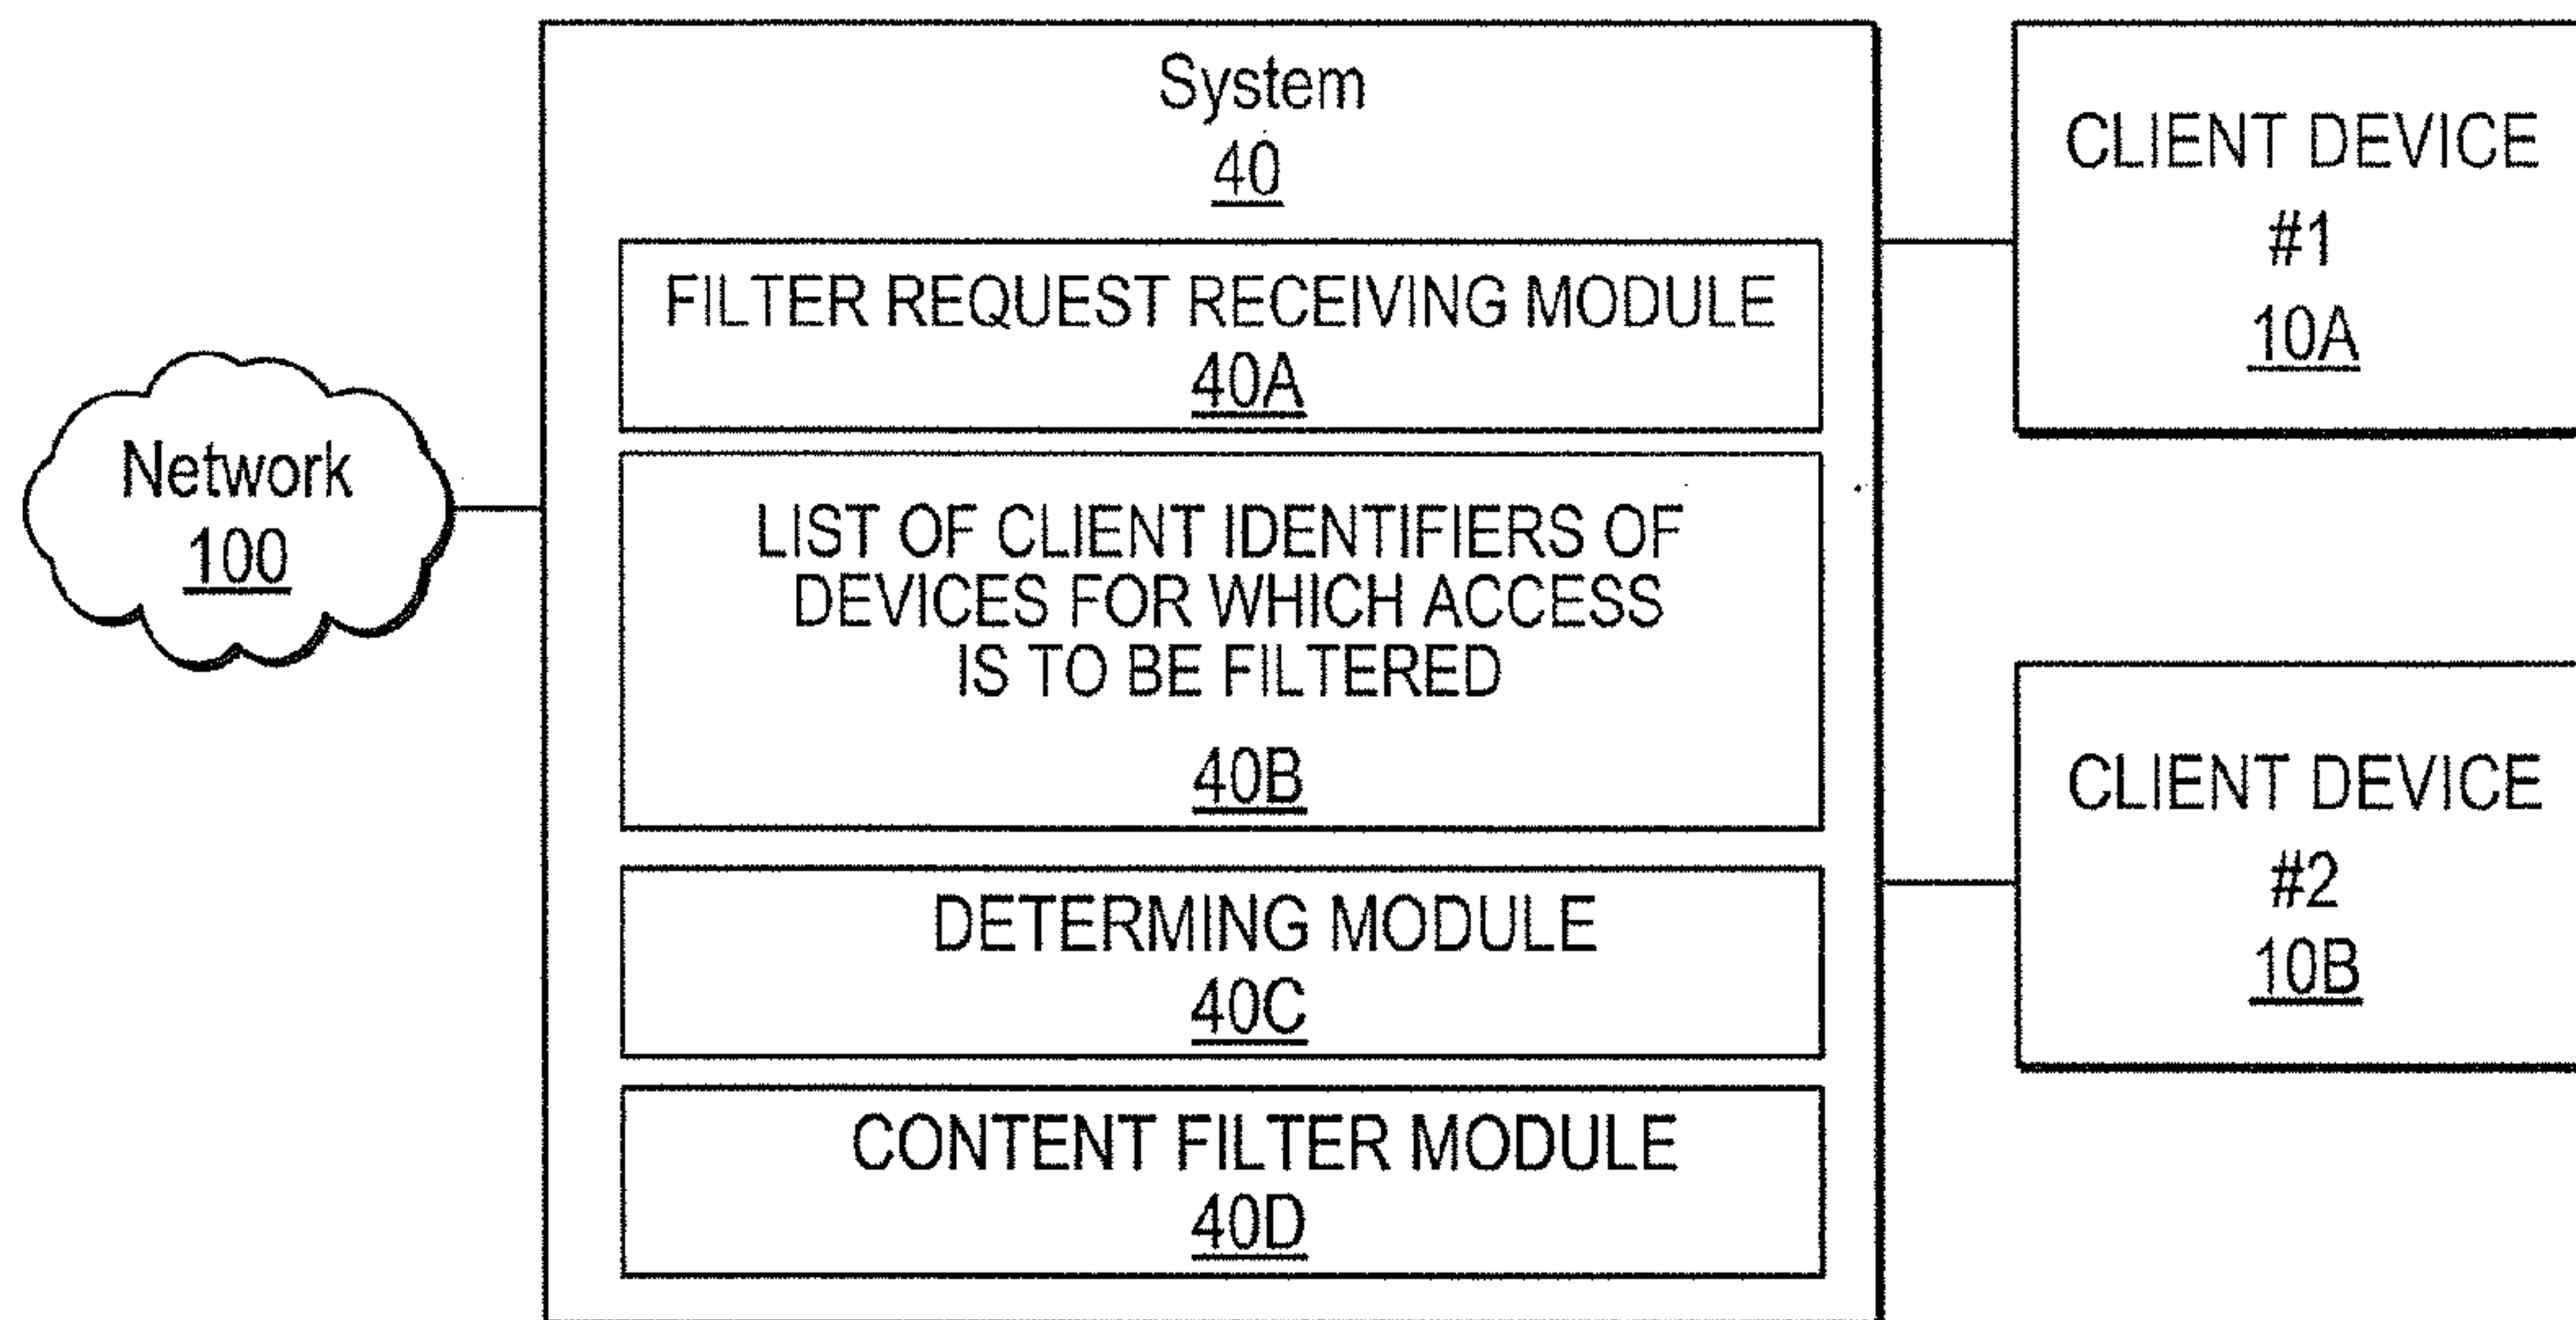 System
40
FILTER REQUEST RECEIVING MODULE
40A
LIST OF CLIENT IDENTIFIERS OF
DEVICES FOR WHICH ACCESS
IS TO BE FILTERED
40B
DETERMING MODULE
40C
CONTENT FILTER MODULE
40D
Network
100
CLIENT DEVICE
#1
10A
CLIENT DEVICE
#2
10B